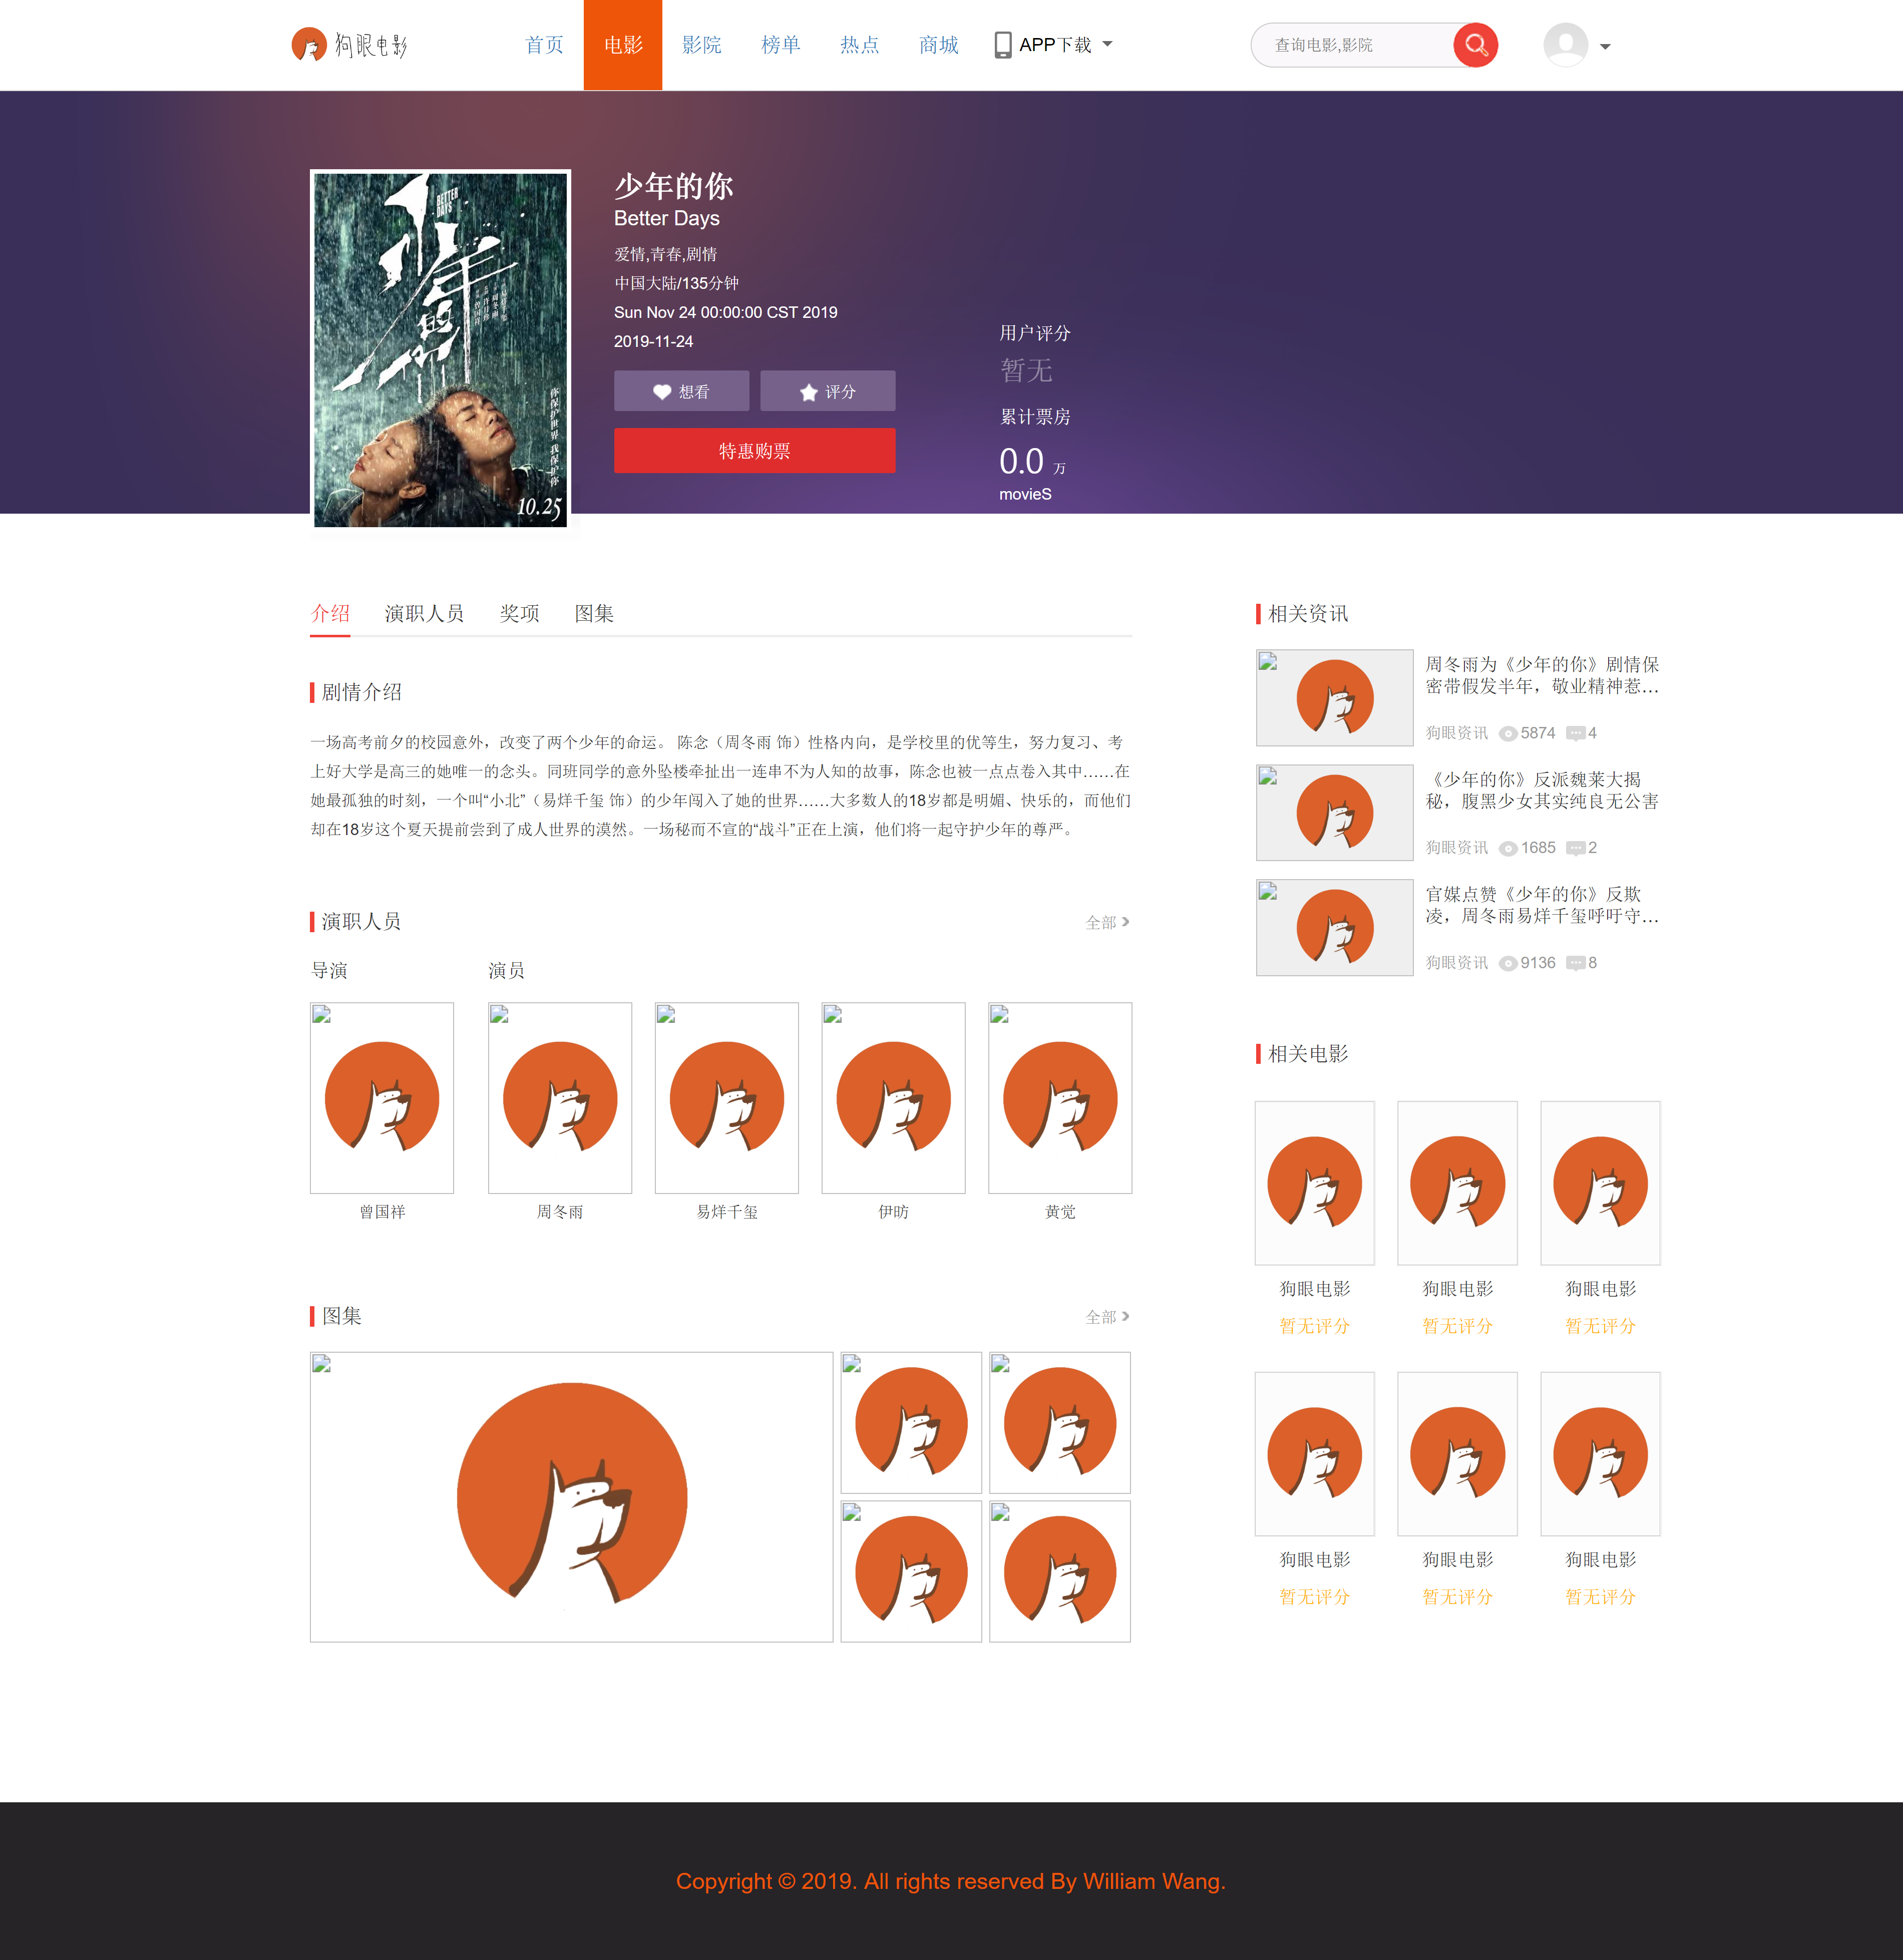 狗眼电影
首页 电影 影院 榜单 热点 商城 APP下载
查询电影,影院
少年的你
BETTER DAYS
你保护世界 我保护你
10.25
少年的你
Better Days
爱情,青春,剧情
中国大陆/135分钟
Sun Nov 24 00:00:00 CST 2019
2019-11-24
想看 评分
特惠购票
用户评分
暂无
累计票房
0.0 万
movieS
介绍 演职人员 奖项 图集
剧情介绍
一场高考前夕的校园意外，改变了两个少年的命运。 陈念（周冬雨 饰）性格内向，是学校里的优等生，努力复习、考
上好大学是高三的她唯一的念头。同班同学的意外坠楼牵扯出一连串不为人知的故事，陈念也被一点点卷入其中……在
她最孤独的时刻，一个叫“小北”（易烊千玺 饰）的少年闯入了她的世界……大多数人的18岁都是明媚、快乐的，而他们
却在18岁这个夏天提前尝到了成人世界的漠然。一场秘而不宣的“战斗”正在上演，他们将一起守护少年的尊严。
演职人员 全部
导演 演员
曾国祥 周冬雨 易烊千玺 伊昉 黄觉
图集 全部
相关资讯
周冬雨为《少年的你》剧情保
密带假发半年，敬业精神惹...
狗眼资讯 5874 4
《少年的你》反派魏莱大揭
秘，腹黑少女其实纯良无公害
狗眼资讯 1685 2
官媒点赞《少年的你》反欺
凌，周冬雨易烊千玺呼吁守...
狗眼资讯 9136 8
相关电影
狗眼电影 狗眼电影 狗眼电影
暂无评分 暂无评分 暂无评分
狗眼电影 狗眼电影 狗眼电影
暂无评分 暂无评分 暂无评分
Copyright © 2019. All rights reserved By William Wang.